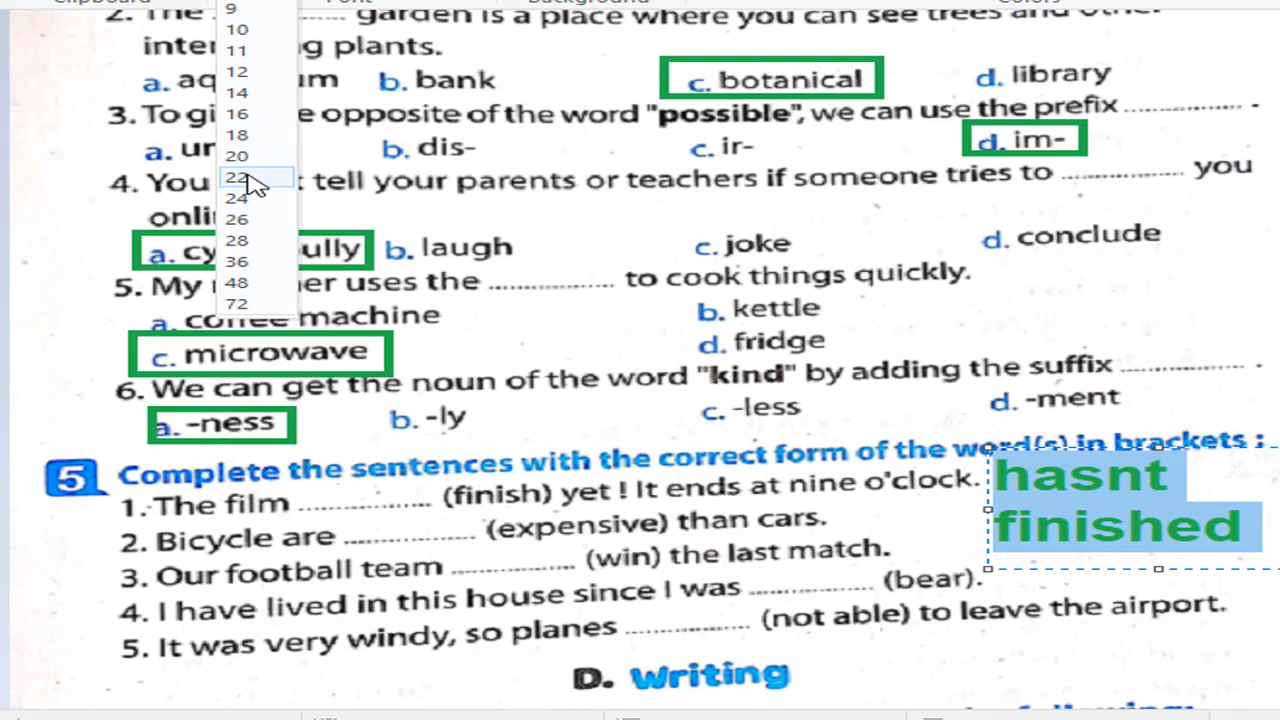 Clipboard Font Background Colors
2. The ............ garden is a place where you can see trees and other
inter g plants.
a. aq um b. bank c. botanical d. library
3. To gi e opposite of the word "possible", we can use the prefix ................ .
a. un b. dis- c. ir- d. im-
4. You t tell your parents or teachers if someone tries to ................ you
onli
a. cy ully b. laugh c. joke d. conclude
5. My er uses the ................ to cook things quickly.
a. coffee machine b. kettle
c. microwave d. fridge
6. We can get the noun of the word "kind" by adding the suffix ................ .
a. -ness b. -ly c. -less d. -ment
5 Complete the sentences with the correct form of the word(s) in brackets :
1. The film ................ (finish) yet ! It ends at nine o'clock.
2. Bicycle are ................ (expensive) than cars.
3. Our football team ................ (win) the last match.
4. I have lived in this house since I was ................ (bear).
5. It was very windy, so planes ................ (not able) to leave the airport.
D. Writing
hasnt
finished
9
10
11
12
14
16
18
20
22
24
26
28
36
48
72